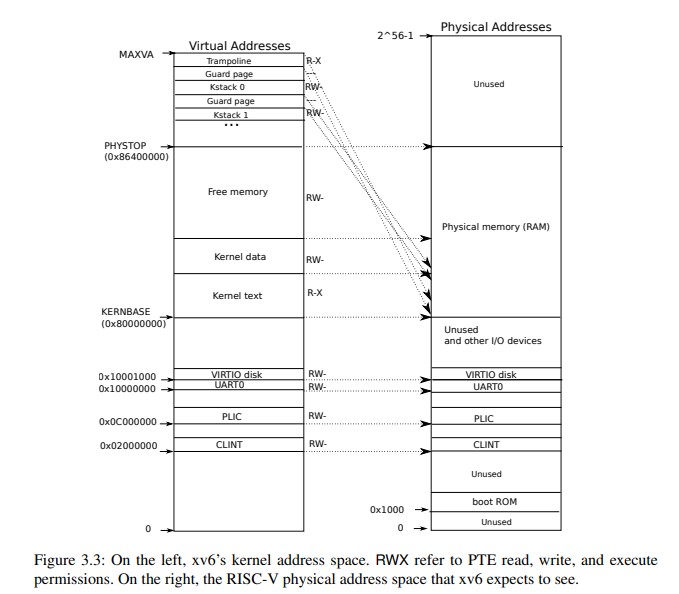 Virtual Addresses
MAXVA
Trampoline
R-X
Guard page
---
Kstack 0
RW-
Guard page
---
Kstack 1
RW-
...
PHYSTOP
(0x86400000)
Free memory
RW-
Kernel data
RW-
Kernel text
R-X
KERNBASE
(0x80000000)
0x10001000
VIRTIO disk
RW-
0x10000000
UART0
RW-
0x0C000000
PLIC
RW-
0x02000000
CLINT
RW-
0
Physical Addresses
2^56-1
Unused
Physical memory (RAM)
Unused
and other I/O devices
VIRTIO disk
UART0
PLIC
CLINT
Unused
boot ROM
0x1000
Unused
0
Figure 3.3: On the left, xv6's kernel address space. RWX refer to PTE read, write, and execute
permissions. On the right, the RISC-V physical address space that xv6 expects to see.